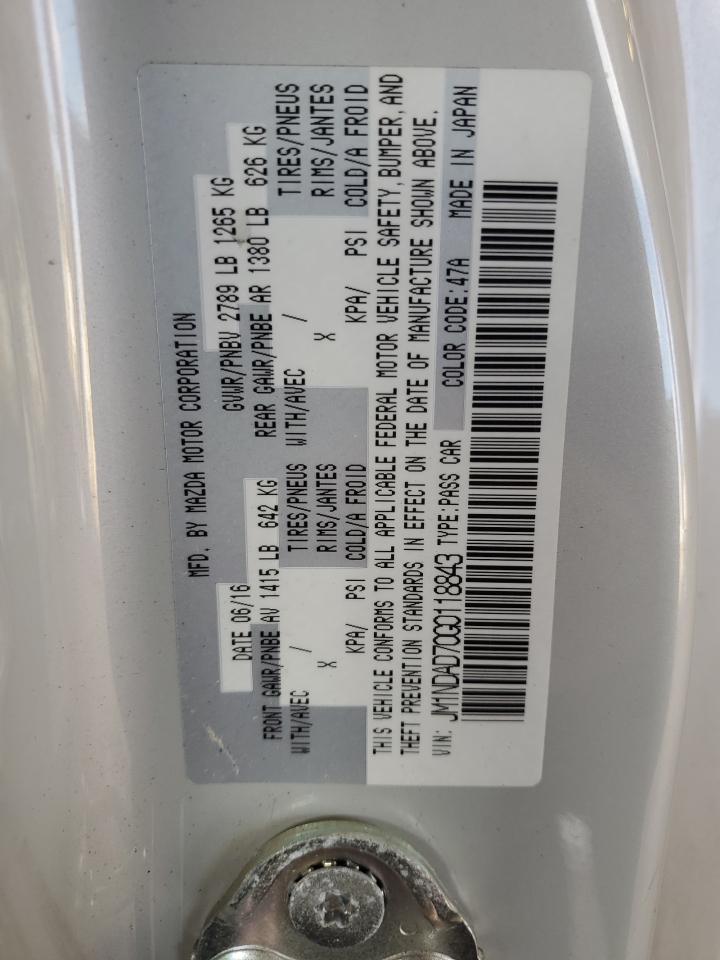 MFD. BY MAZDA MOTOR CORPORATION
DATE 06/16 GVWR/PNBV 2789 LB 1265 KG
FRONT GAWR/PNBE AV 1415 LB 642 KG REAR GAWR/PNBE AR 1380 LB 626 KG
WITH/AVEC / TIRES/PNEUS WITH/AVEC / TIRES/PNEUS
X RIMS/JANTES X RIMS/JANTES
KPA/ PSI COLD/A FROID KPA/ PSI COLD/A FROID
THIS VEHICLE CONFORMS TO ALL APPLICABLE FEDERAL MOTOR VEHICLE SAFETY, BUMPER, AND
THEFT PREVENTION STANDARDS IN EFFECT ON THE DATE OF MANUFACTURE SHOWN ABOVE.
VIN: JM1NDAD70G0118843 TYPE:PASS CAR COLOR CODE:47A MADE IN JAPAN